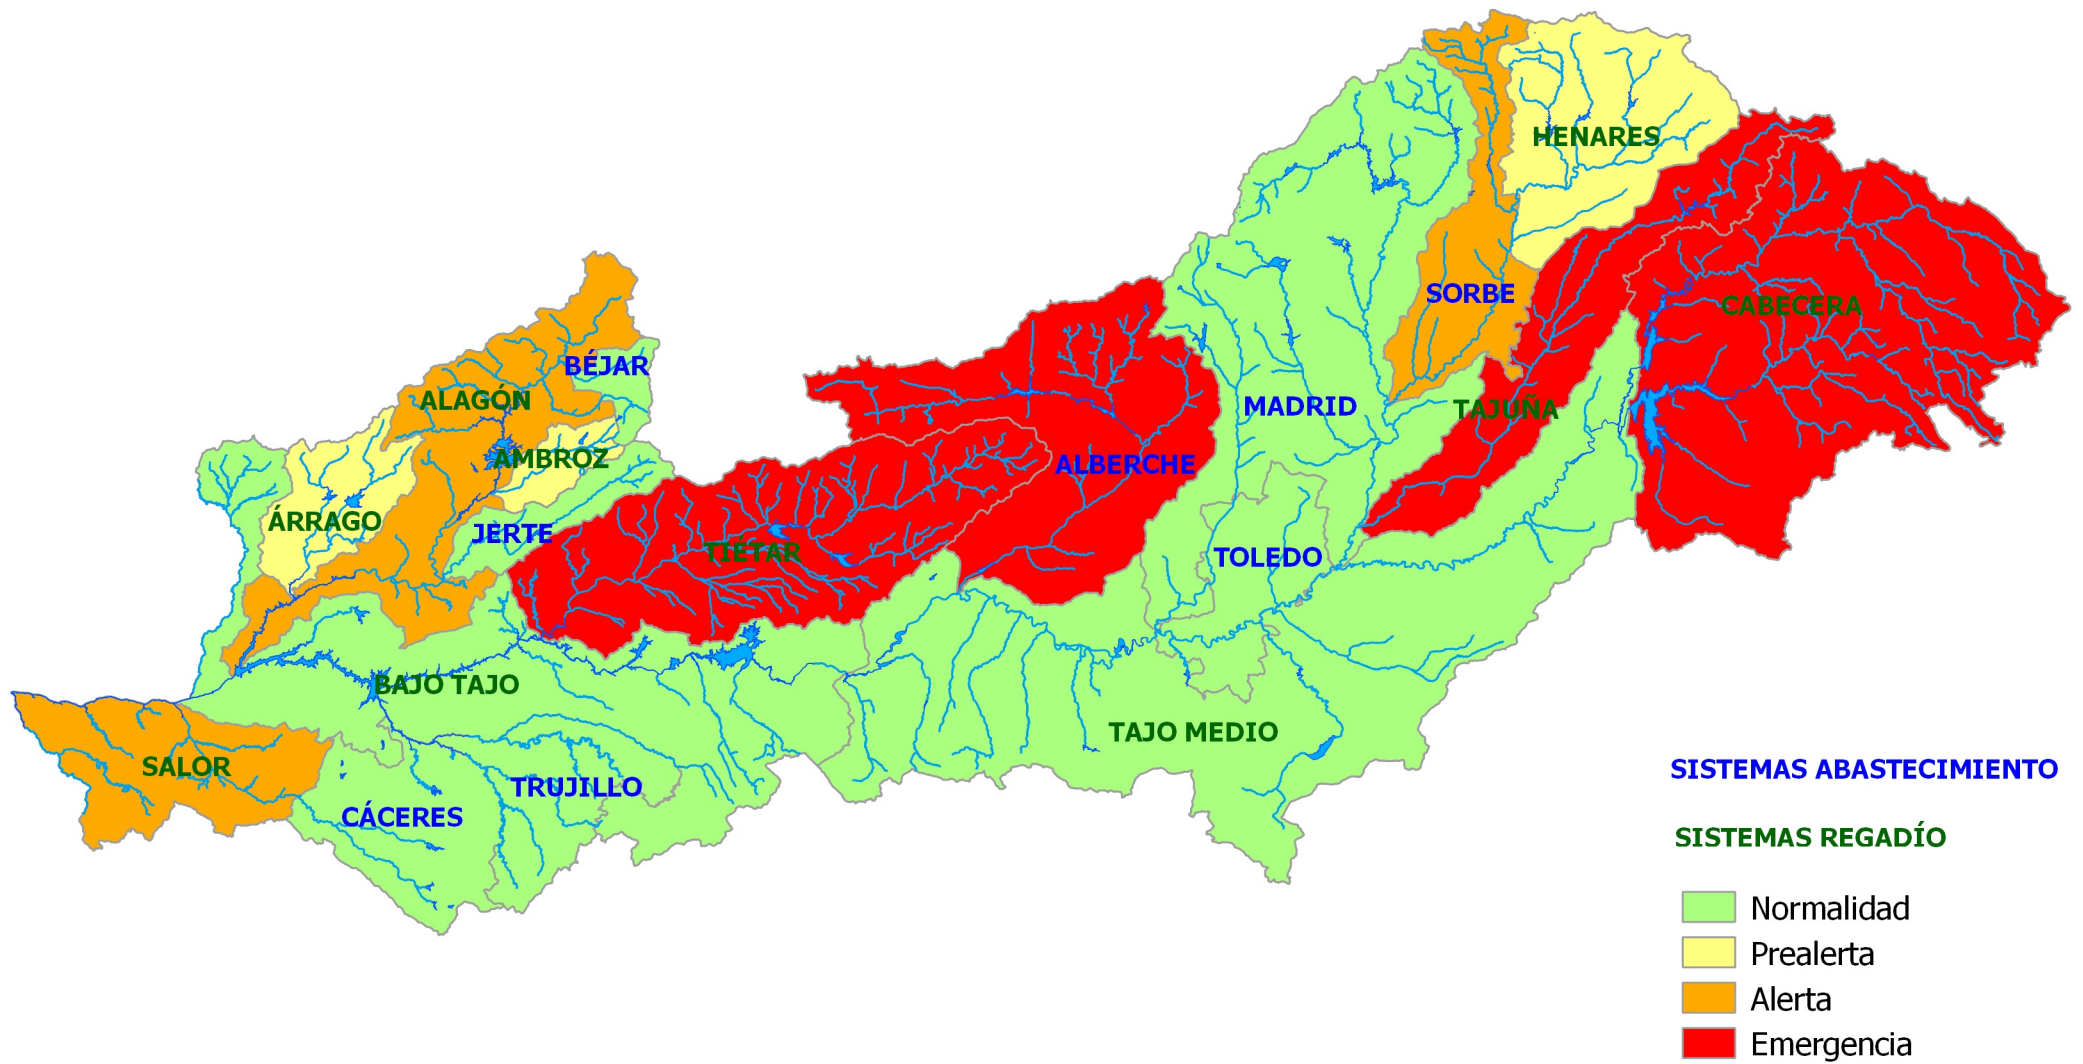 HENARES
SORBE
CABECERA
BÉJAR
ALAGÓN
MADRID
TAJUÑA
AMBROZ
ALBERCHE
ÁRRAGO
JERTE
TIÉTAR
TOLEDO
BAJO TAJO
TAJO MEDIO
SALOR
TRUJILLO
CÁCERES
SISTEMAS ABASTECIMIENTO
SISTEMAS REGADÍO
Normalidad
Prealerta
Alerta
Emergencia